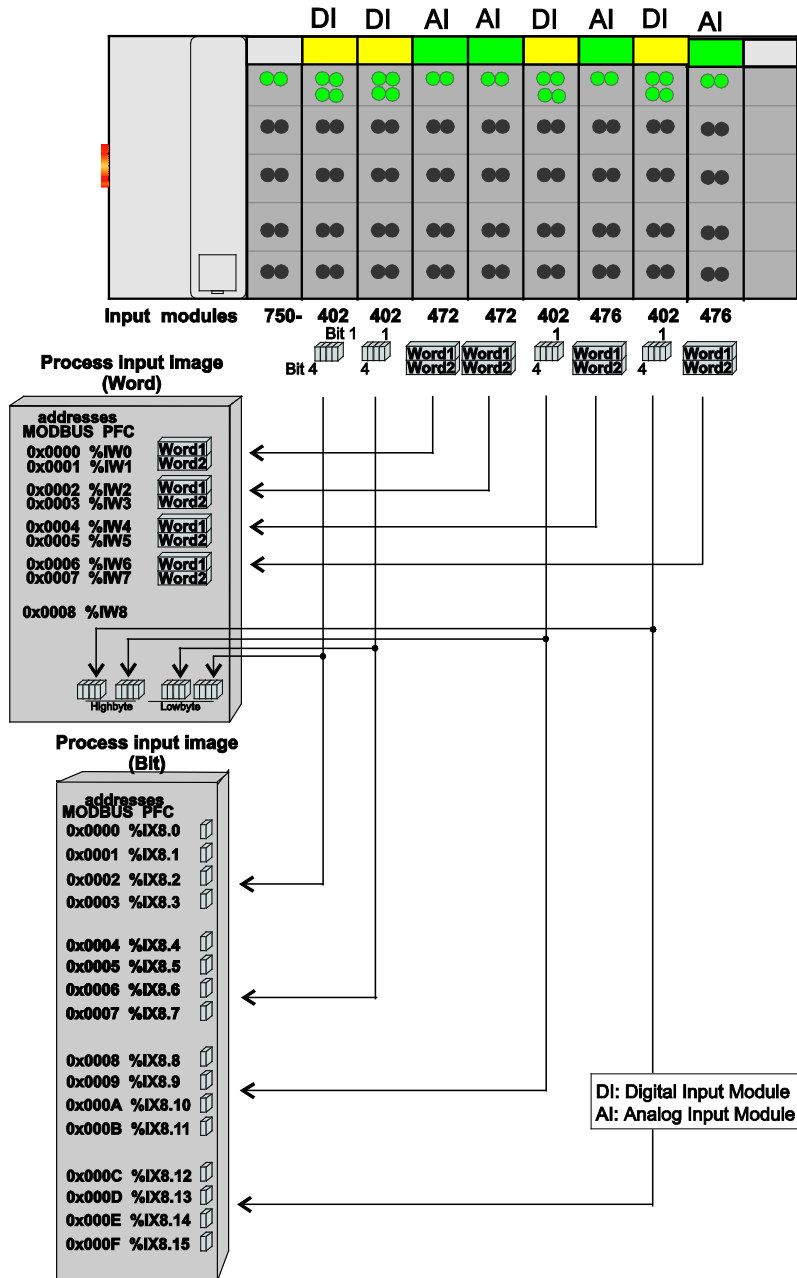 DI DI AI AI DI AI DI AI
Input modules 750- 402 402 472 472 402 476 402 476
Bit 1 1 1 1
Bit 4 4 4 4
Word1 Word1 Word1 Word1
Word2 Word2 Word2 Word2
Process input image
(Word)
addresses
MODBUS PFC
0x0000 %IW0 Word1
0x0001 %IW1 Word2
0x0002 %IW2 Word1
0x0003 %IW3 Word2
0x0004 %IW4 Word1
0x0005 %IW5 Word2
0x0006 %IW6 Word1
0x0007 %IW7 Word2
0x0008 %IW8
Highbyte Lowbyte
Process input image
(Bit)
addresses
MODBUS PFC
0x0000 %IX8.0
0x0001 %IX8.1
0x0002 %IX8.2
0x0003 %IX8.3
0x0004 %IX8.4
0x0005 %IX8.5
0x0006 %IX8.6
0x0007 %IX8.7
0x0008 %IX8.8
0x0009 %IX8.9
0x000A %IX8.10
0x000B %IX8.11
0x000C %IX8.12
0x000D %IX8.13
0x000E %IX8.14
0x000F %IX8.15
DI: Digital Input Module
AI: Analog Input Module